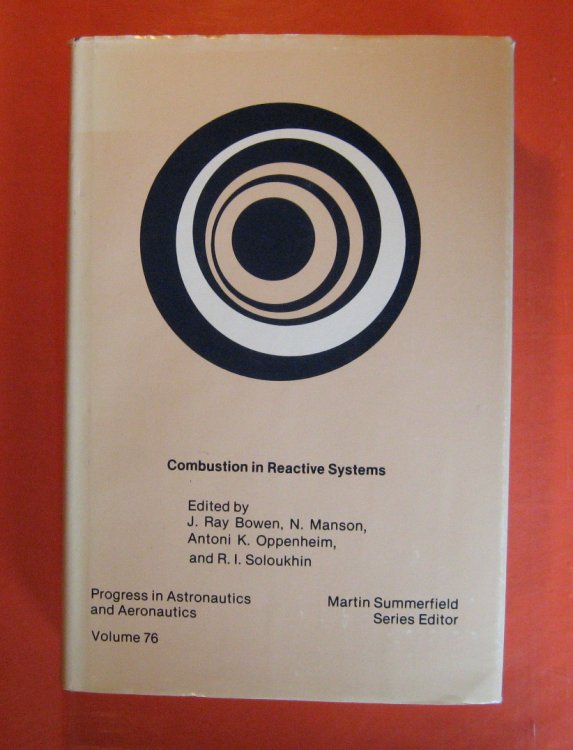 Combustion in Reactive Systems
Edited by
J. Ray Bowen, N. Manson,
Antoni K. Oppenheim,
and R. I. Soloukhin
Progress in Astronautics
and Aeronautics
Volume 76
Martin Summerfield
Series Editor